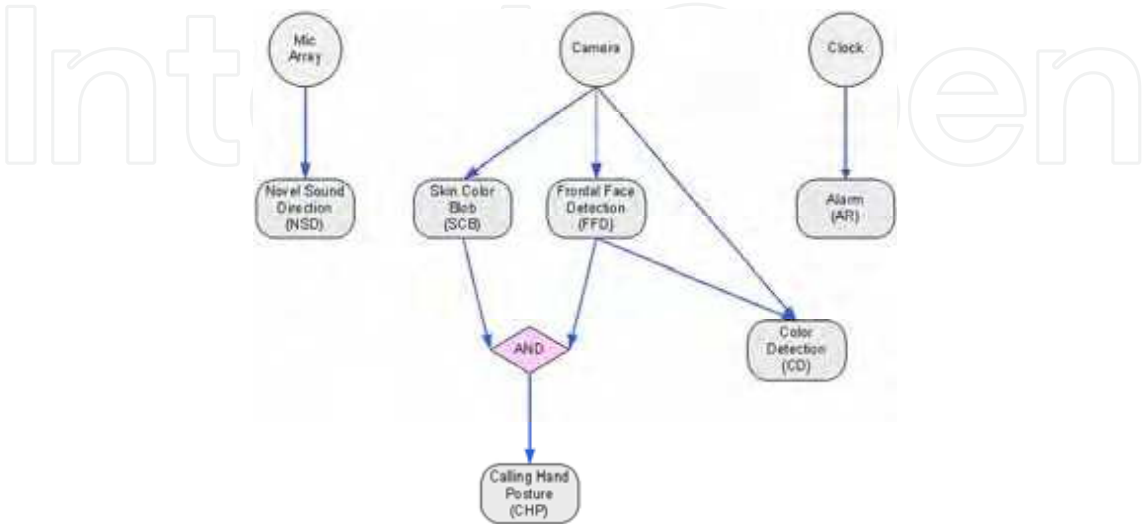 Mic
Array
Camera
Clock
Novel Sound
Direction
(NSD)
Skin Color
Blob
(SCB)
Frontal Face
Detection
(FFD)
Alarm
(AR)
AND
Color
Detection
(CD)
Calling Hand
Posture
(CHP)